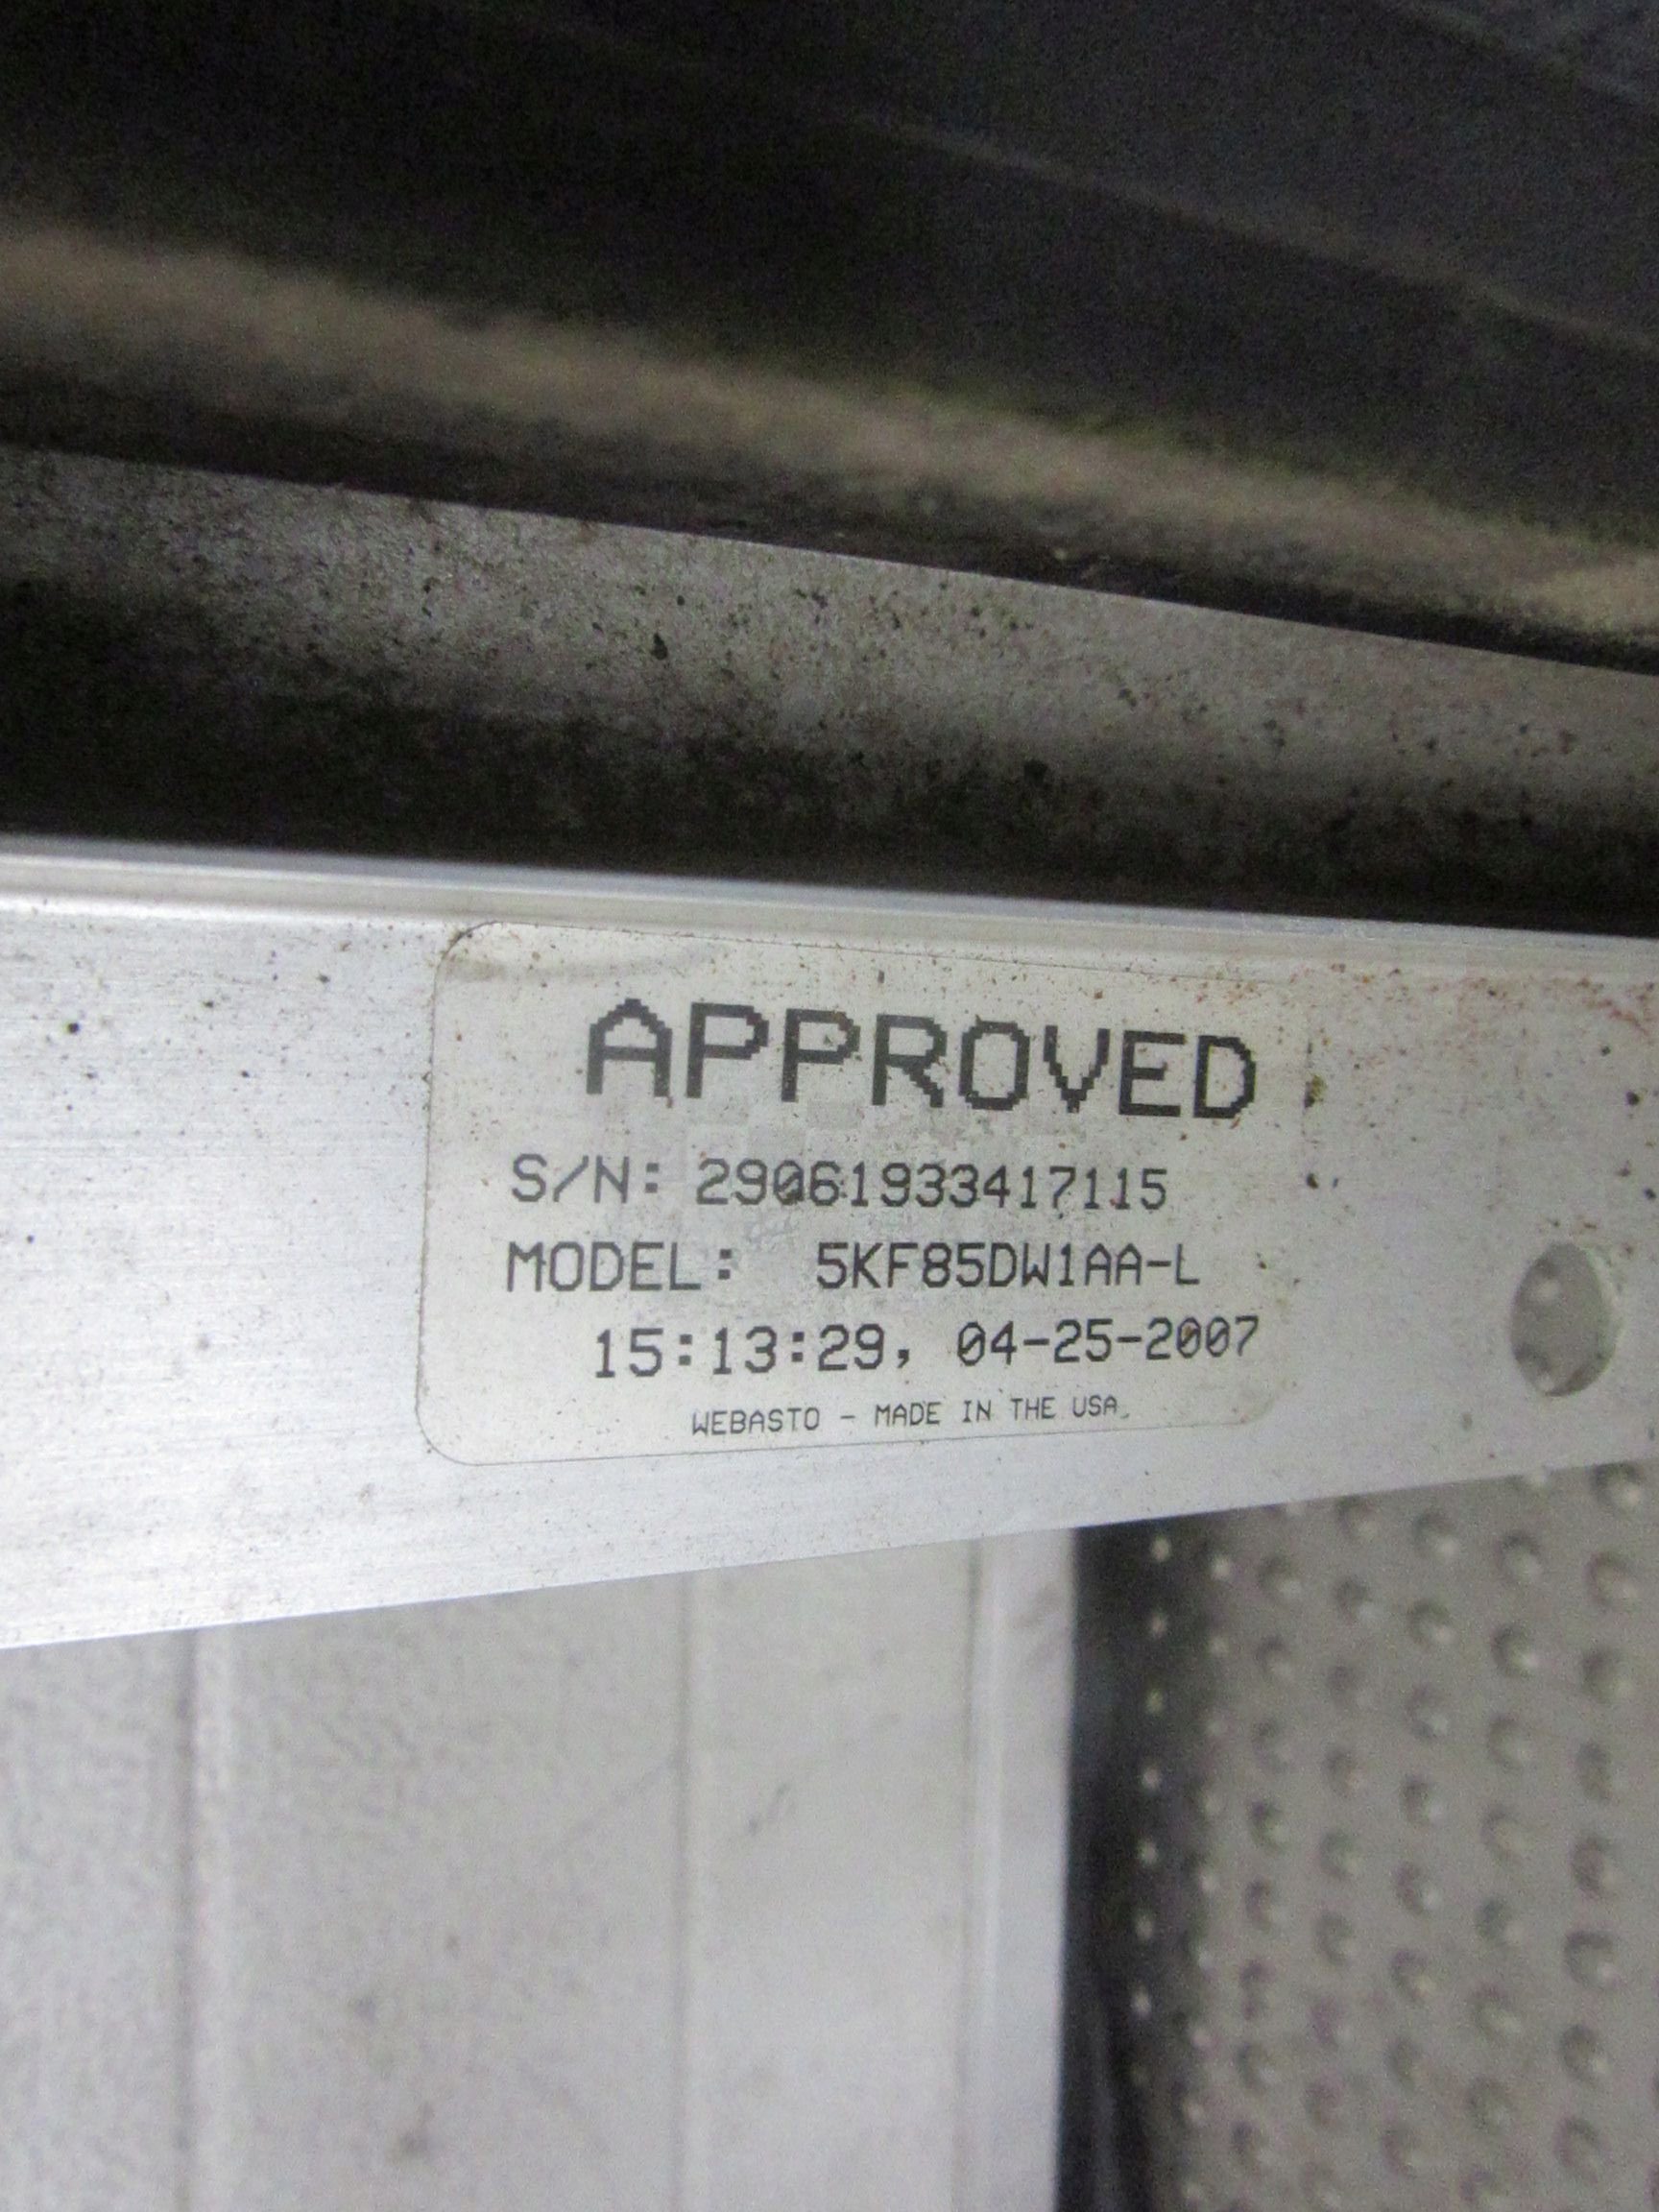 APPROVED
S/N: 29061933417115
MODEL: 5KF85DW1AA-L
15:13:29, 04-25-2007
WEBASTO - MADE IN THE USA